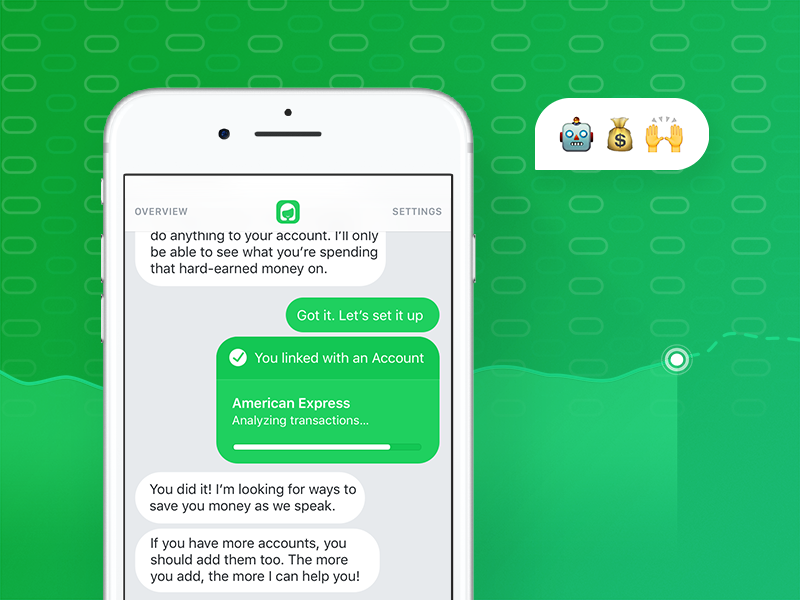 OVERVIEW
SETTINGS
do anything to your account. I'll only
be able to see what you're spending
that hard-earned money on.
Got it. Let's set it up
You linked with an Account
American Express
Analyzing transactions...
You did it! I'm looking for ways to
save you money as we speak.
If you have more accounts, you
should add them too. The more
you add, the more I can help you!